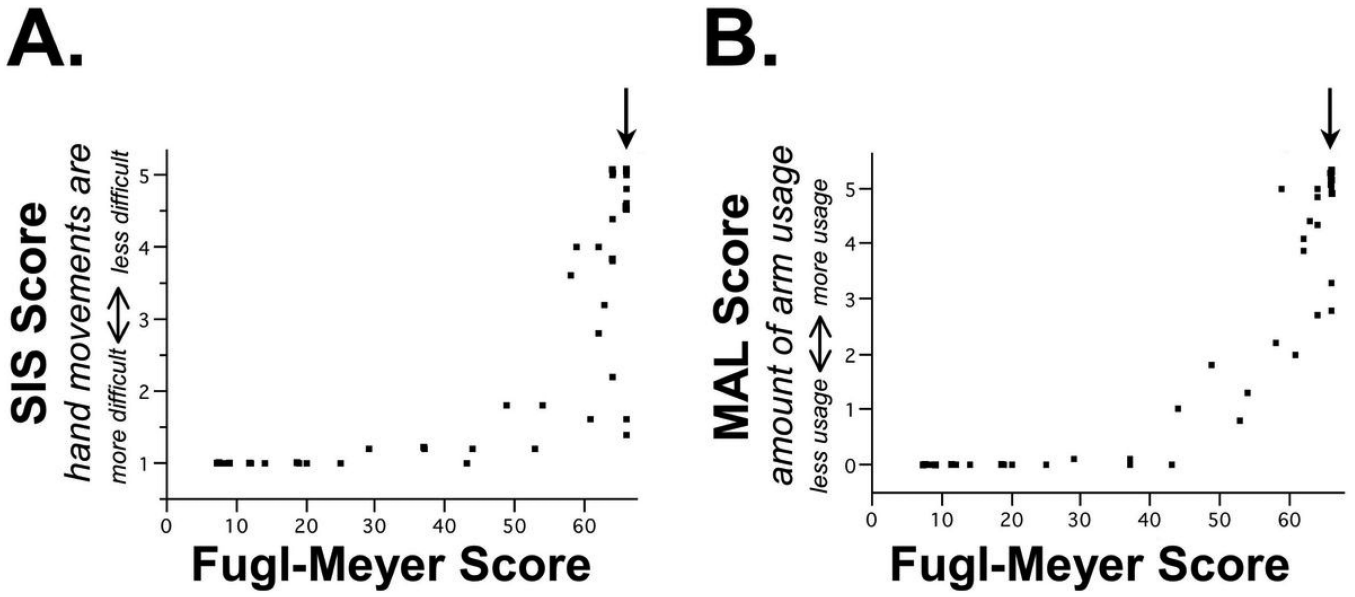 A.
SIS Score
hand movements are
more difficult ↔ less difficult
5
4
3
2
1
0 10 20 30 40 50 60
Fugl-Meyer Score
B.
MAL Score
amount of arm usage
less usage ↔ more usage
5
4
3
2
1
0
0 10 20 30 40 50 60
Fugl-Meyer Score